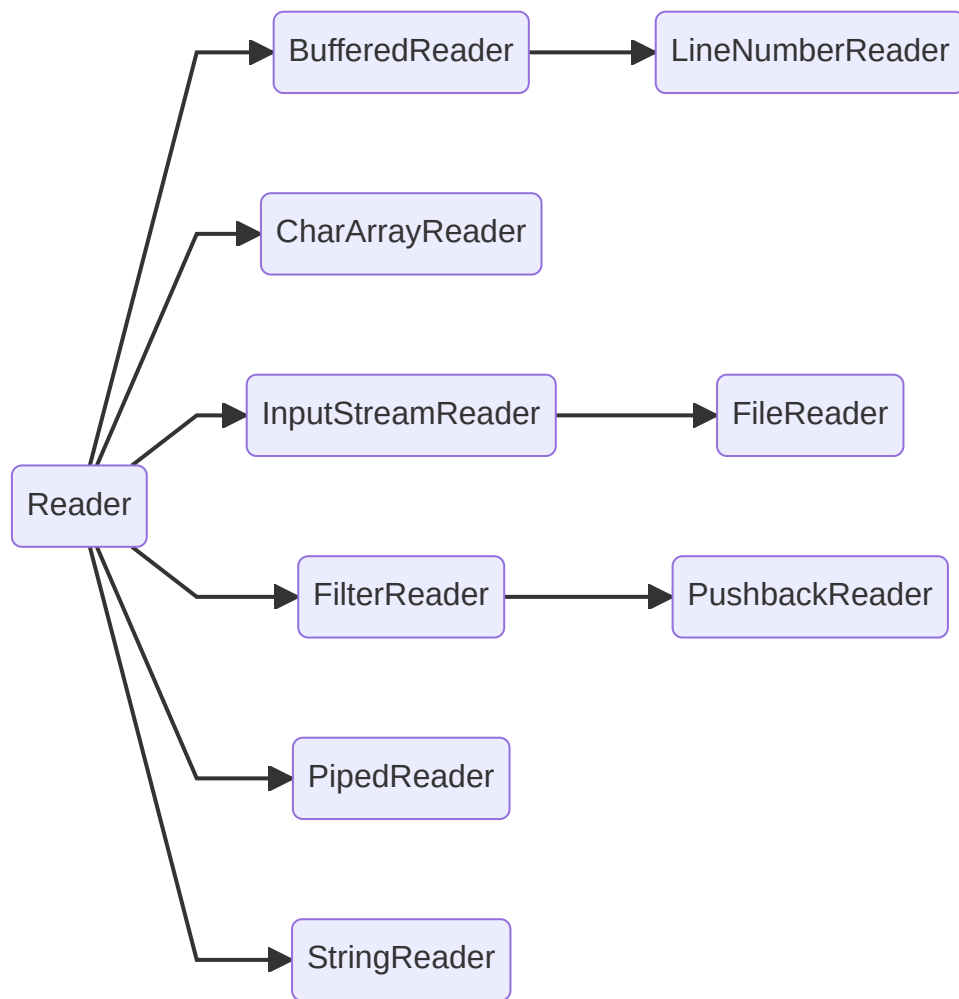 BufferedReader
LineNumberReader
CharArrayReader
InputStreamReader
FileReader
Reader
FilterReader
PushbackReader
PipedReader
StringReader